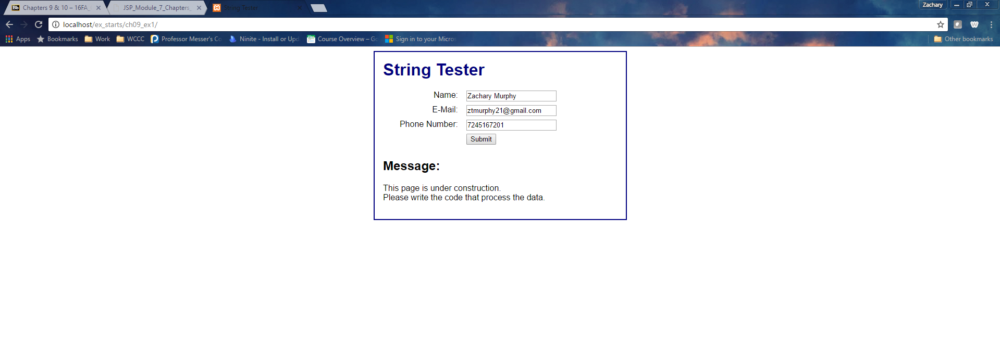 Chapters 9 & 10 – 16FA_
JSP_Module_7_Chapters_
String Tester
Zachary
localhost/ex_starts/ch09_ex1/
Apps
Bookmarks
Work
WCCC
Professor Messer's Co
Ninite - Install or Upd
Course Overview – Go
Sign in to your Micros
Other bookmarks
String Tester
Name: Zachary Murphy
E-Mail: ztmurphy21@gmail.com
Phone Number: 7245167201
Submit
Message:
This page is under construction.
Please write the code that process the data.